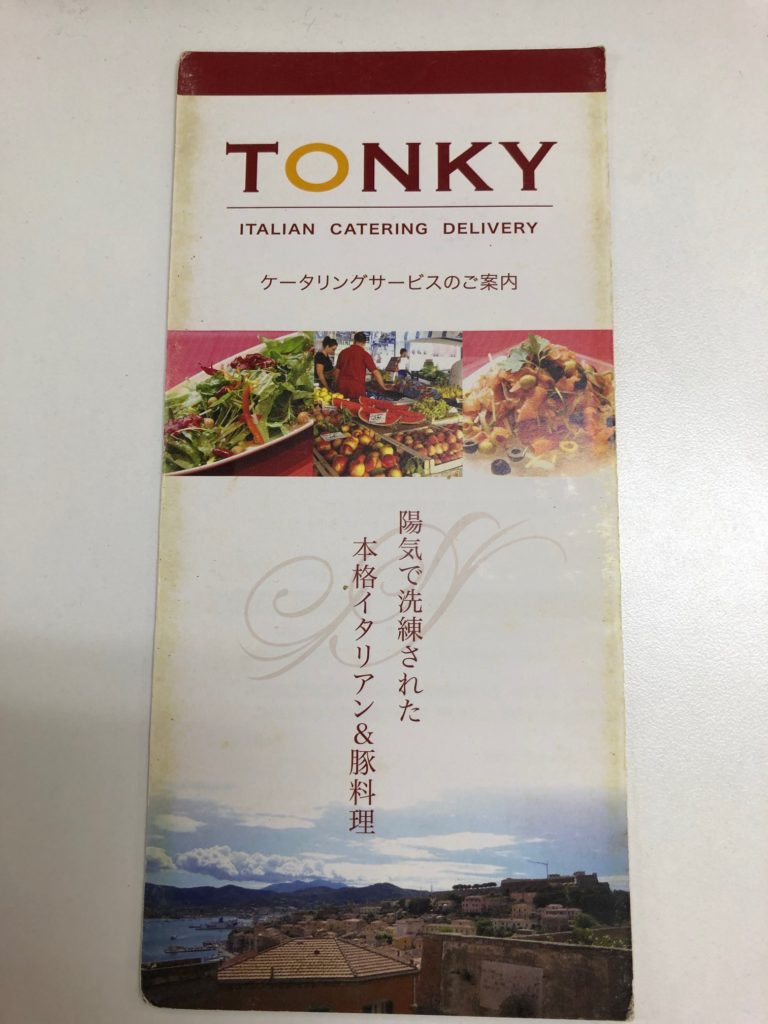 TONKY
ITALIAN CATERING DELIVERY
ケータリングサービスのご案内
陽気で洗練された
本格イタリアン&豚料理